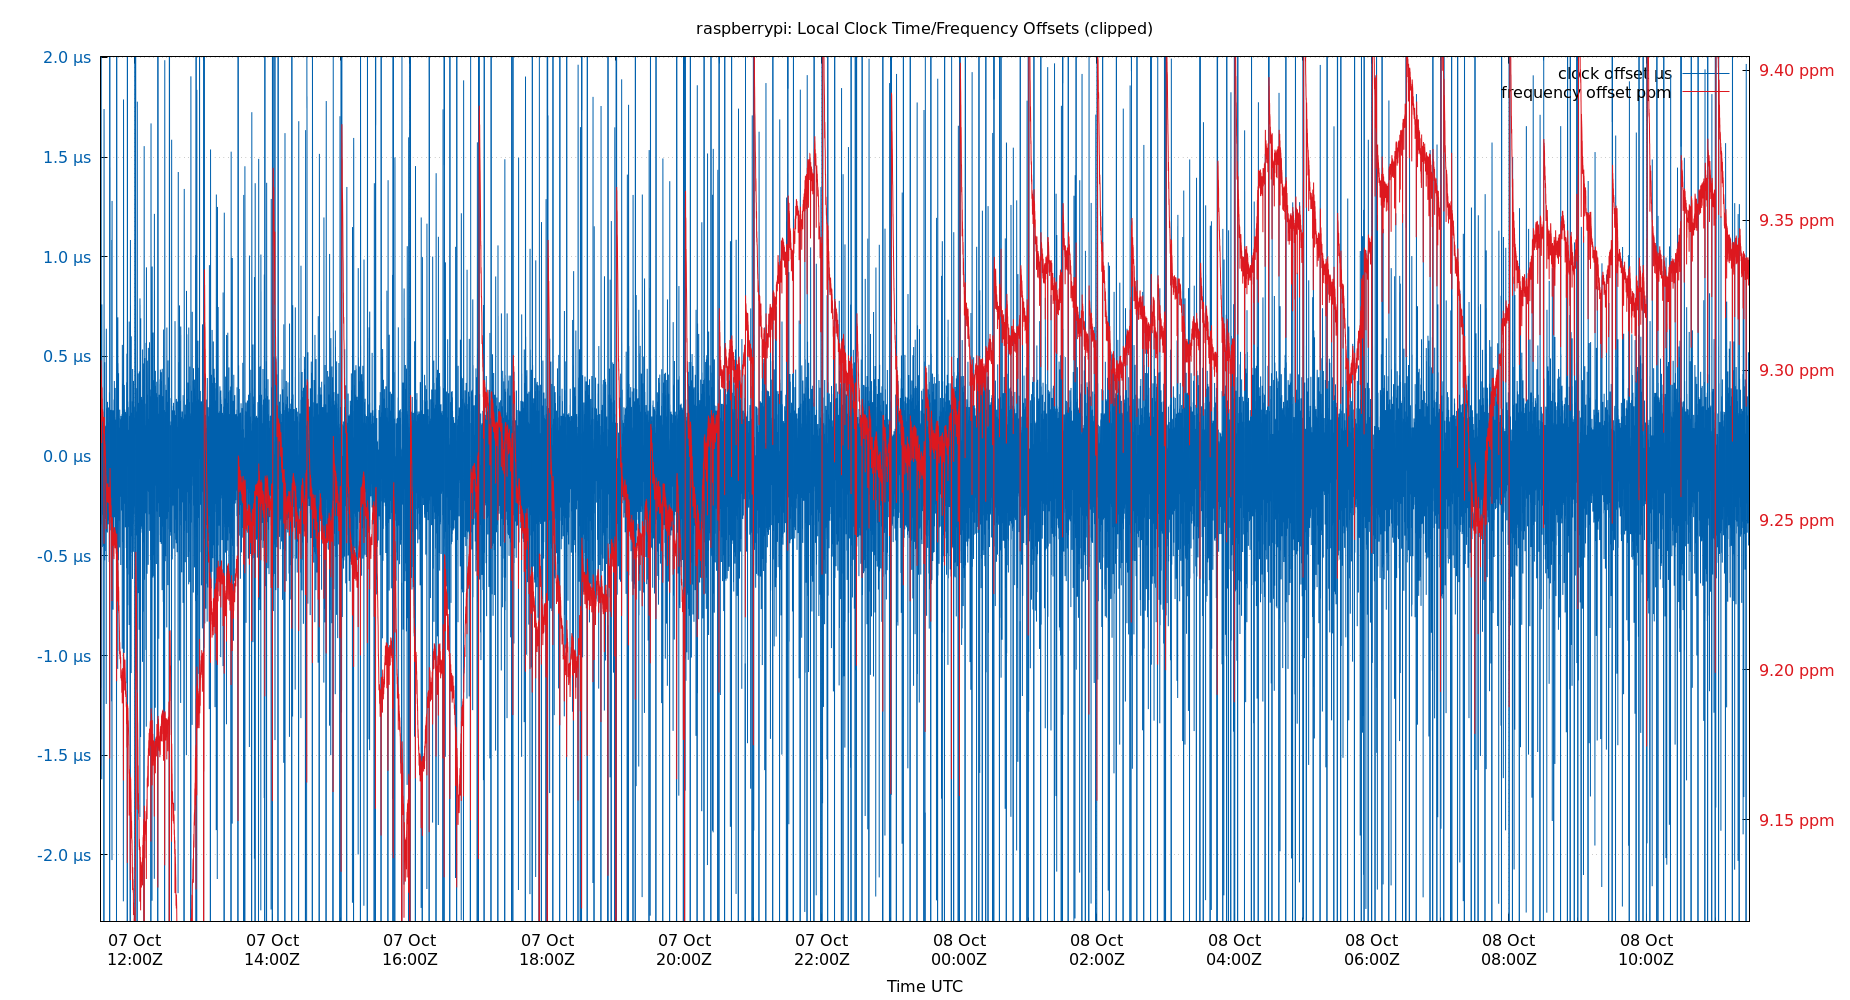 raspberrypi: Local Clock Time/Frequency Offsets (clipped)
2.0 µs
1.5 µs
1.0 µs
0.5 µs
0.0 µs
-0.5 µs
-1.0 µs
-1.5 µs
-2.0 µs
clock offset µs
frequency offset ppm
9.40 ppm
9.35 ppm
9.30 ppm
9.25 ppm
9.20 ppm
9.15 ppm
07 Oct
12:00Z
07 Oct
14:00Z
07 Oct
16:00Z
07 Oct
18:00Z
07 Oct
20:00Z
07 Oct
22:00Z
08 Oct
00:00Z
08 Oct
02:00Z
08 Oct
04:00Z
08 Oct
06:00Z
08 Oct
08:00Z
08 Oct
10:00Z
Time UTC